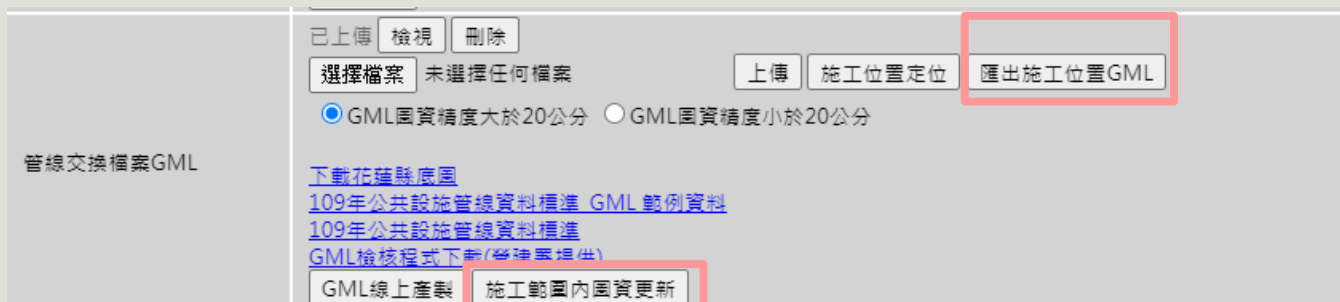 已上傳 檢視 刪除
選擇檔案 未選擇任何檔案 上傳 施工位置定位 匯出施工位置GML
GML圖資精度大於20公分 GML圖資精度小於20公分
管線交換檔案GML
下載花蓮縣底圖
109年公共設施管線資料標準 GML 範例資料
109年公共設施管線資料標準
GML檢核程式下載(營建署提供)
GML線上產製 施工範圍內圖資更新